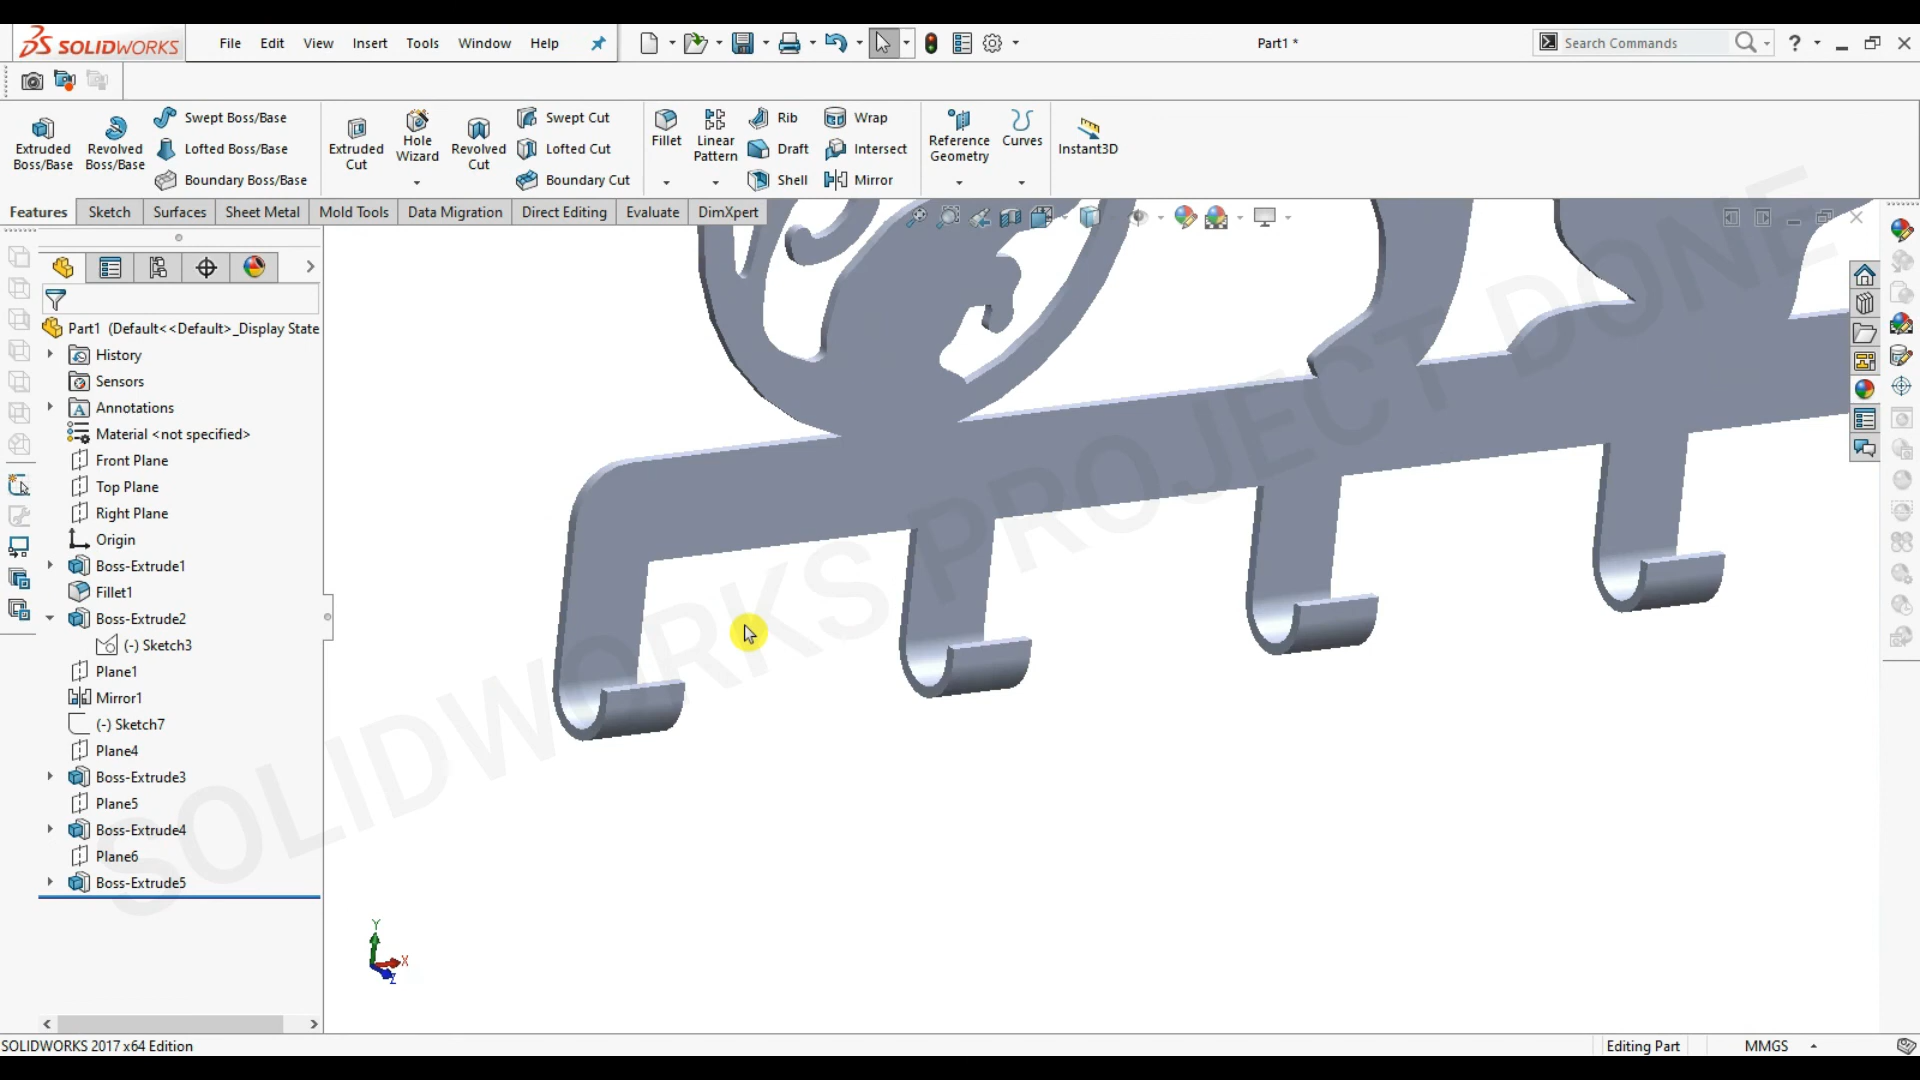 SOLIDWORKS
File Edit View Insert Tools Window Help
Part1 *
Search Commands
?
Extruded Boss/Base
Revolved Boss/Base
Swept Boss/Base
Lofted Boss/Base
Boundary Boss/Base
Extruded Cut
Hole Wizard
Revolved Cut
Swept Cut
Lofted Cut
Boundary Cut
Fillet
Linear Pattern
Rib
Draft
Shell
Wrap
Intersect
Mirror
Reference Geometry
Curves
Instant3D
Features Sketch Surfaces Sheet Metal Mold Tools Data Migration Direct Editing Evaluate DimXpert
Part1 (Default<<Default>_Display State
History
Sensors
Annotations
Material <not specified>
Front Plane
Top Plane
Right Plane
Origin
Boss-Extrude1
Fillet1
Boss-Extrude2
(-) Sketch3
Plane1
Mirror1
(-) Sketch7
Plane4
Boss-Extrude3
Plane5
Boss-Extrude4
Plane6
Boss-Extrude5
SOLIDWORKS PROJECT DONE
Y
X
Z
SOLIDWORKS 2017 x64 Edition
Editing Part
MMGS